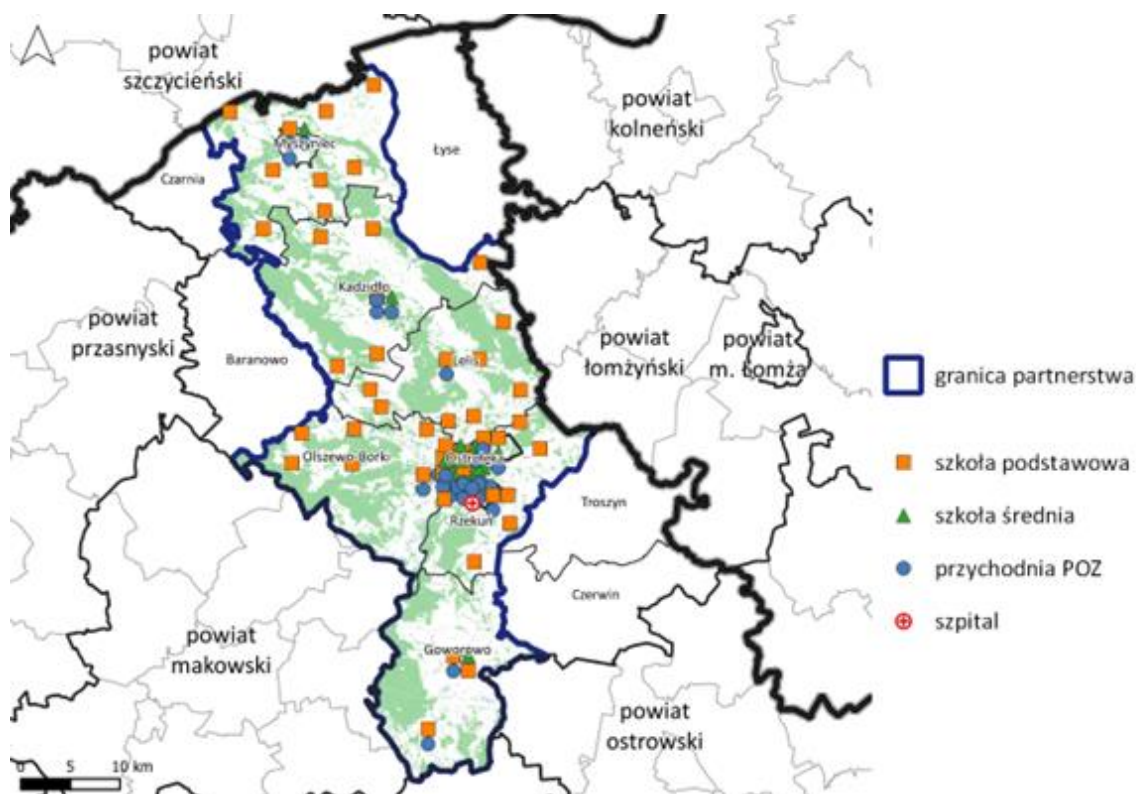 powiat
szczycieński
powiat
kolneński
Myszyniec
Łyse
Czarnia
Kadzidło
powiat
przasnyski
Baranowo
Lelis
powiat
łomżyński
powiat
m. Łomża
granica partnerstwa
Olszewo-Borki
Ostrołęka
szkoła podstawowa
Troszyn
Rzekuń
szkoła średnia
przychodnia POZ
Czerwin
szpital
powiat
makowski
Goworowo
powiat
ostrowski
0 5 10 km